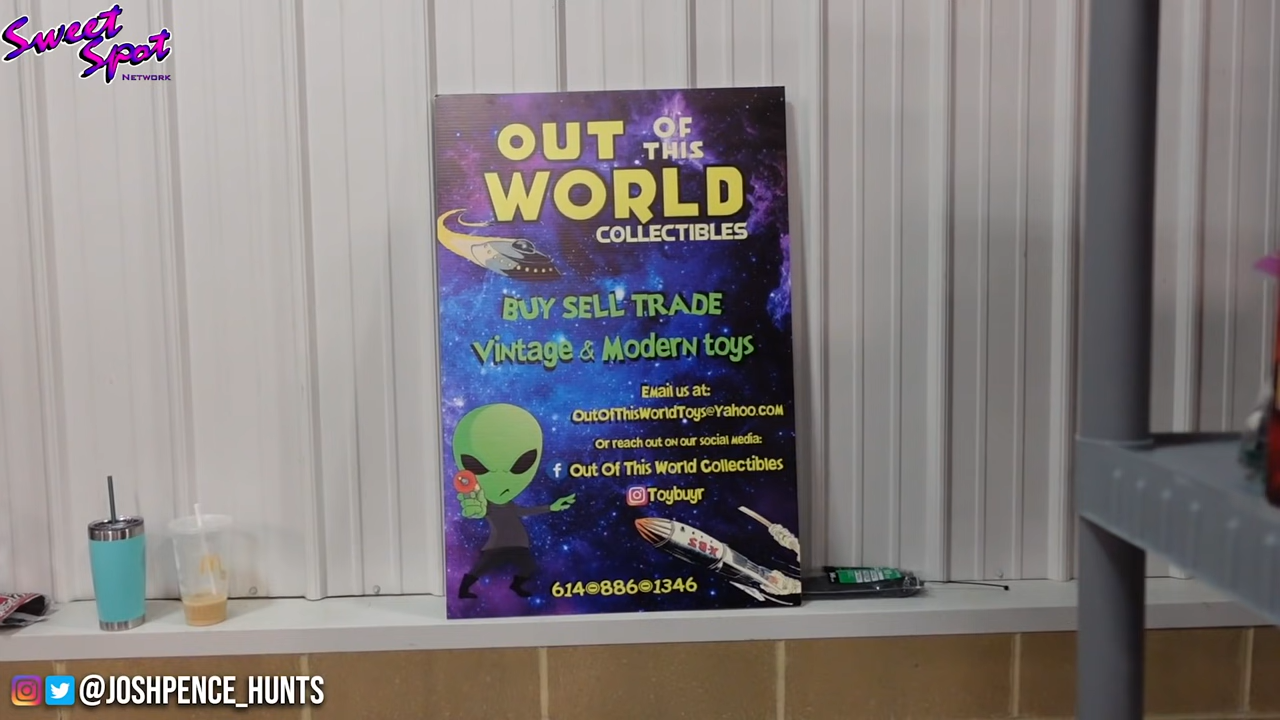 Sweet
Spot
NETWORK
OUT OF THIS
WORLD
COLLECTIBLES
BUY SELL TRADE
Vintage & Modern toys
Email us at:
OutOfThisWorldToys@Yahoo.com
Or reach out on our social media:
f Out Of This World Collectibles
Toybuyr
614-886-1346
@JOSHPENCE_HUNTS